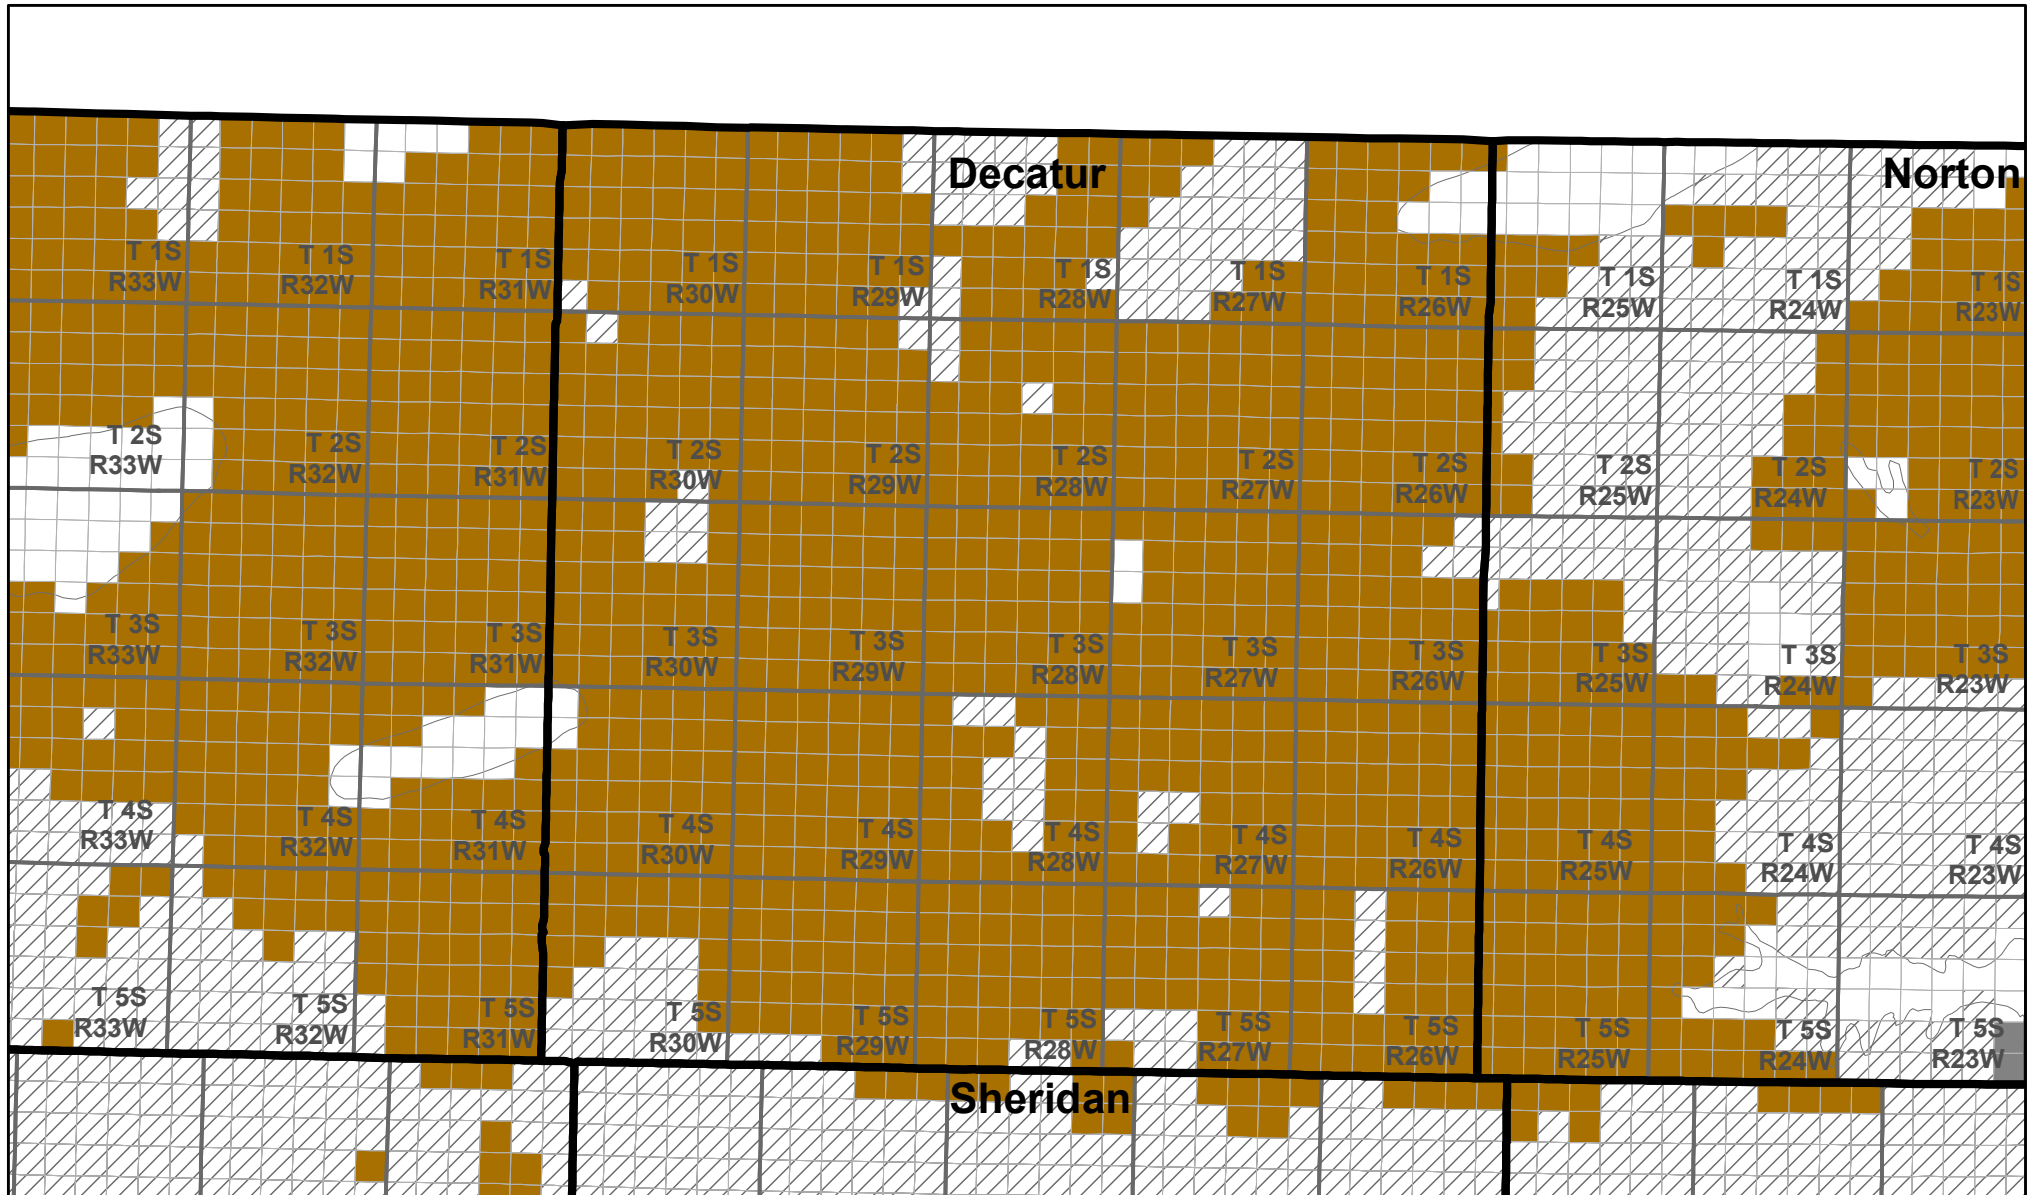 Decatur
Norton
T 1S
R33W
T 1S
R32W
T 1S
R31W
T 1S
R30W
T 1S
R29W
T 1S
R28W
T 1S
R27W
T 1S
R26W
T 1S
R25W
T 1S
R24W
T 1S
R23W
T 2S
R33W
T 2S
R32W
T 2S
R31W
T 2S
R30W
T 2S
R29W
T 2S
R28W
T 2S
R27W
T 2S
R26W
T 2S
R25W
T 2S
R24W
T 2S
R23W
T 3S
R33W
T 3S
R32W
T 3S
R31W
T 3S
R30W
T 3S
R29W
T 3S
R28W
T 3S
R27W
T 3S
R26W
T 3S
R25W
T 3S
R24W
T 3S
R23W
T 4S
R33W
T 4S
R32W
T 4S
R31W
T 4S
R30W
T 4S
R29W
T 4S
R28W
T 4S
R27W
T 4S
R26W
T 4S
R25W
T 4S
R24W
T 4S
R23W
T 5S
R33W
T 5S
R32W
T 5S
R31W
T 5S
R30W
T 5S
R29W
T 5S
R28W
T 5S
R27W
T 5S
R26W
T 5S
R25W
T 5S
R24W
T 5S
R23W
Sheridan